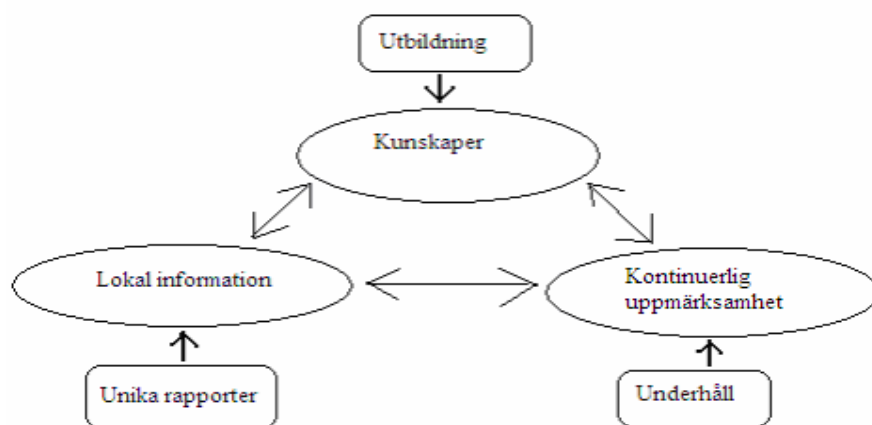 Utbildning
Kunskaper
Lokal information
Kontinuerlig
uppmärksamhet
Unika rapporter
Underhåll